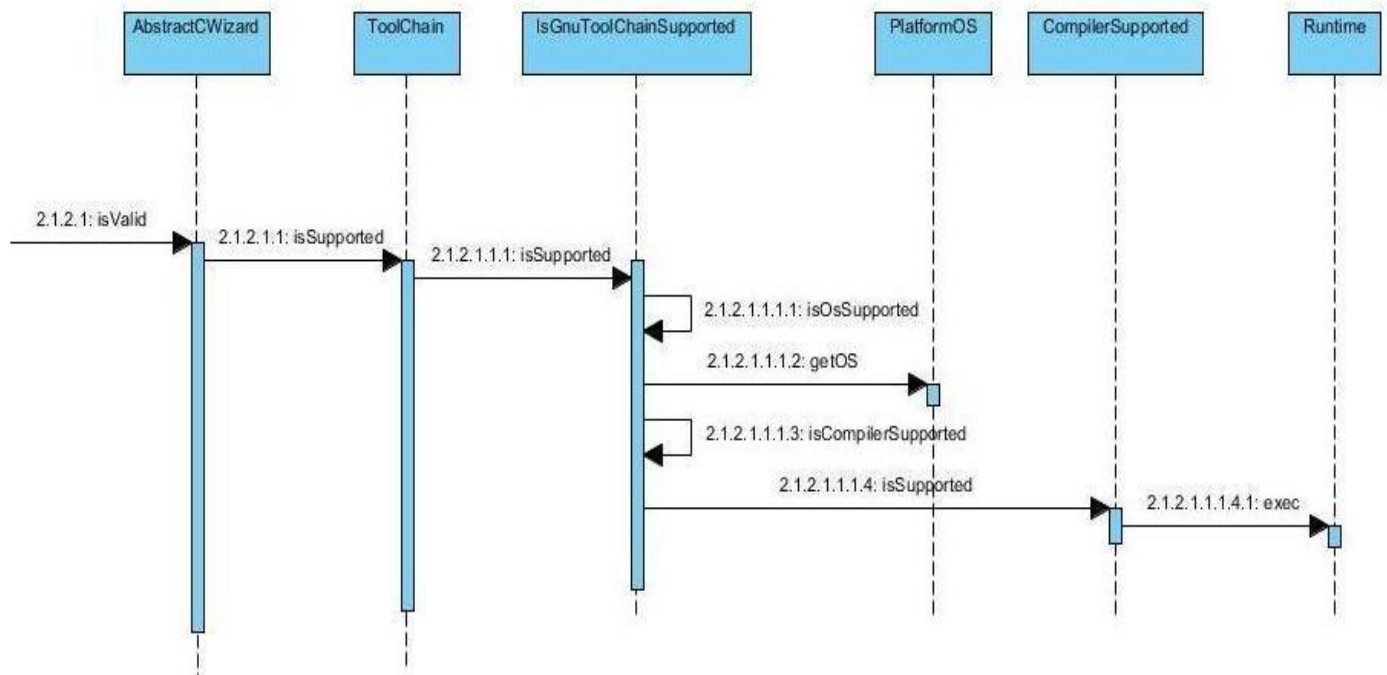 AbstractCWizard
ToolChain
IsGnuToolChainSupported
PlatformOS
CompilerSupported
Runtime
2.1.2.1: isValid
2.1.2.1.1: isSupported
2.1.2.1.1.1: isSupported
2.1.2.1.1.1.1: isOsSupported
2.1.2.1.1.1.2: getOS
2.1.2.1.1.1.3: isCompilerSupported
2.1.2.1.1.1.4: isSupported
2.1.2.1.1.1.4.1: exec